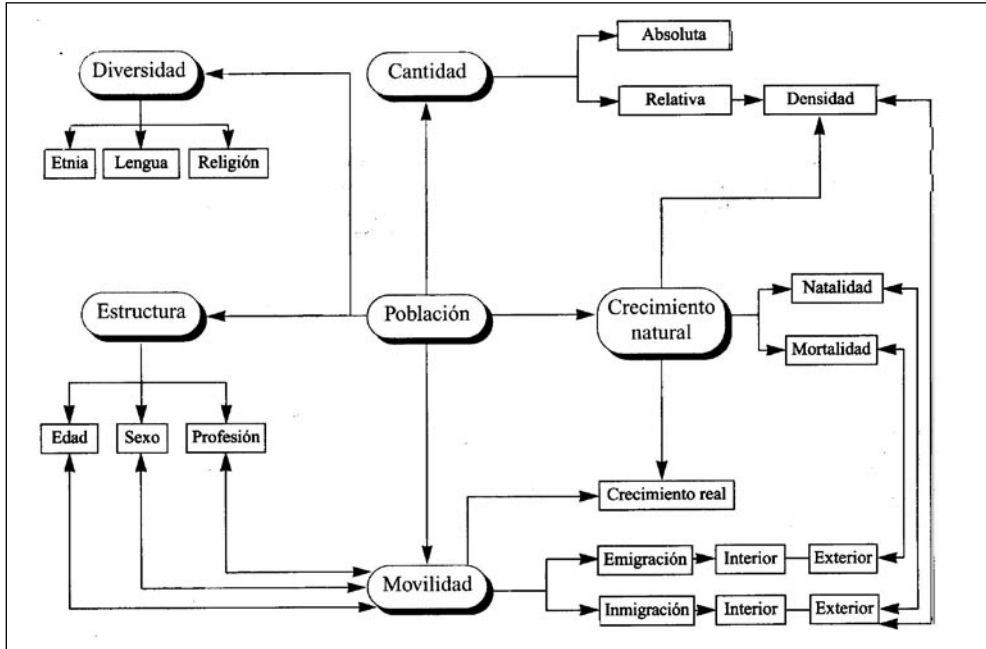 Absoluta
Diversidad
Cantidad
Relativa
Densidad
Etnia
Lengua
Religión
Natalidad
Estructura
Población
Crecimiento
natural
Mortalidad
Edad
Sexo
Profesión
Crecimiento real
Emigración
Interior
Exterior
Movilidad
Inmigración
Interior
Exterior